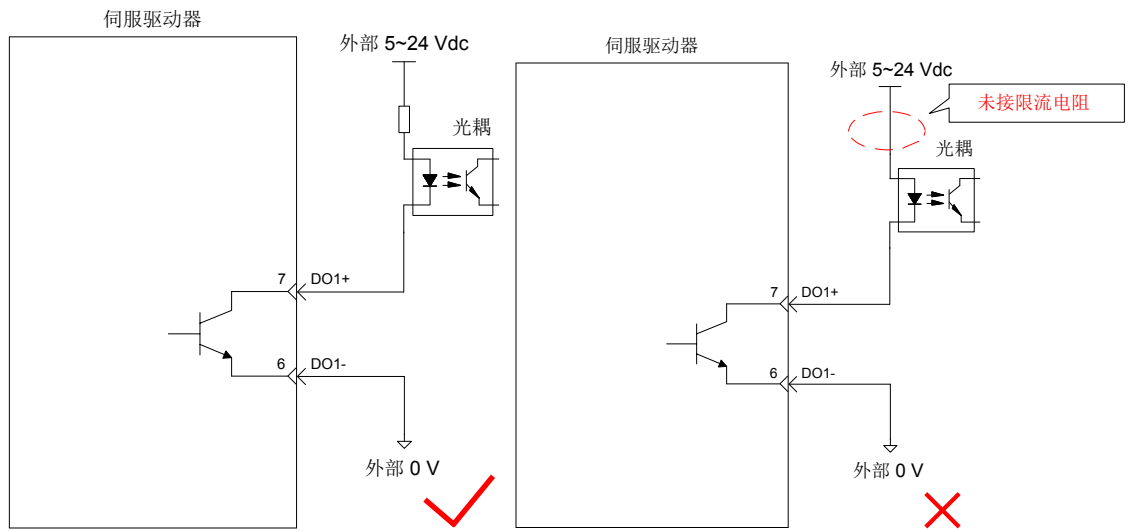 伺服驱动器
外部 5~24 Vdc
光耦
7
DO1+
6
DO1-
外部 0 V
伺服驱动器
外部 5~24 Vdc
未接限流电阻
光耦
7
DO1+
6
DO1-
外部 0 V